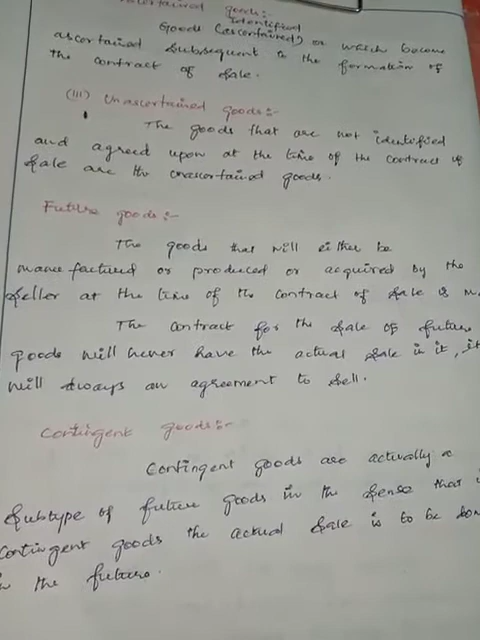 ascertained goods:-
Goods identified (ascertained) or which become
ascertained subsequent to the formation of
the contract of sale.
(III) Unascertained goods:-
The goods that are not identified
and agreed upon at the time of the contract of
sale are the unascertained goods.
Future goods:-
The goods that will either be
manufactured or produced or acquired by the
seller at the time of the contract of sale is
The contract for the sale of future
goods will never have the actual sale in it, it
will always an agreement to sell.
Contingent goods:-
Contingent goods are actually a
subtype of future goods in the sense that
contingent goods the actual sale is to be
in the future.